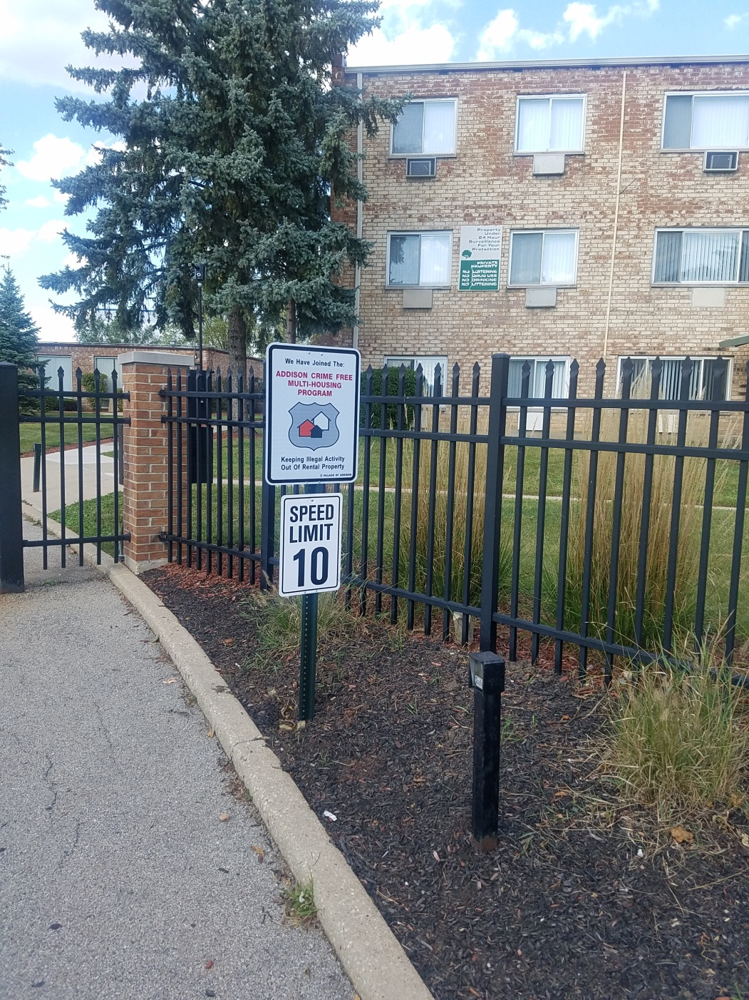 Property
Under
24 Hour
Surveillance
For Your
Protection
PRIVATE
PROPERTY
NO LOITERING
NO DRUG USE
NO DRINKING
NO LITTERING
We Have Joined The:
ADDISON CRIME FREE
MULTI-HOUSING
PROGRAM
Keeping Illegal Activity
Out Of Rental Property
© VILLAGE OF ADDISON
SPEED
LIMIT
10